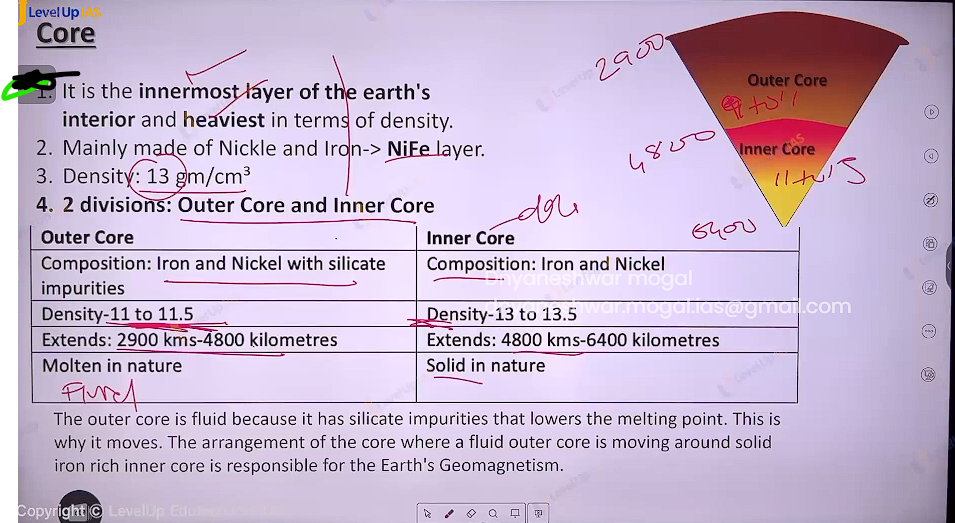 LevelUp IAS
Core
1. It is the innermost layer of the earth's
interior and heaviest in terms of density.
2. Mainly made of Nickle and Iron-> NiFe layer.
3. Density: 13 gm/cm³
4. 2 divisions: Outer Core and Inner Core
2900
Outer Core
9 to 11
4800
Inner Core
11 to 15
6400
Outer Core
Inner Core
Composition: Iron and Nickel with silicate
impurities
Composition: Iron and Nickel
dnyaneshwar mogal
dnyaneshwar.mogal.ias@gmail.com
Density-11 to 11.5
Density-13 to 13.5
Extends: 2900 kms-4800 kilometres
Extends: 4800 kms-6400 kilometres
Molten in nature
Solid in nature
Fluid
The outer core is fluid because it has silicate impurities that lowers the melting point. This is
why it moves. The arrangement of the core where a fluid outer core is moving around solid
iron rich inner core is responsible for the Earth's Geomagnetism.
Copyright © LevelUp